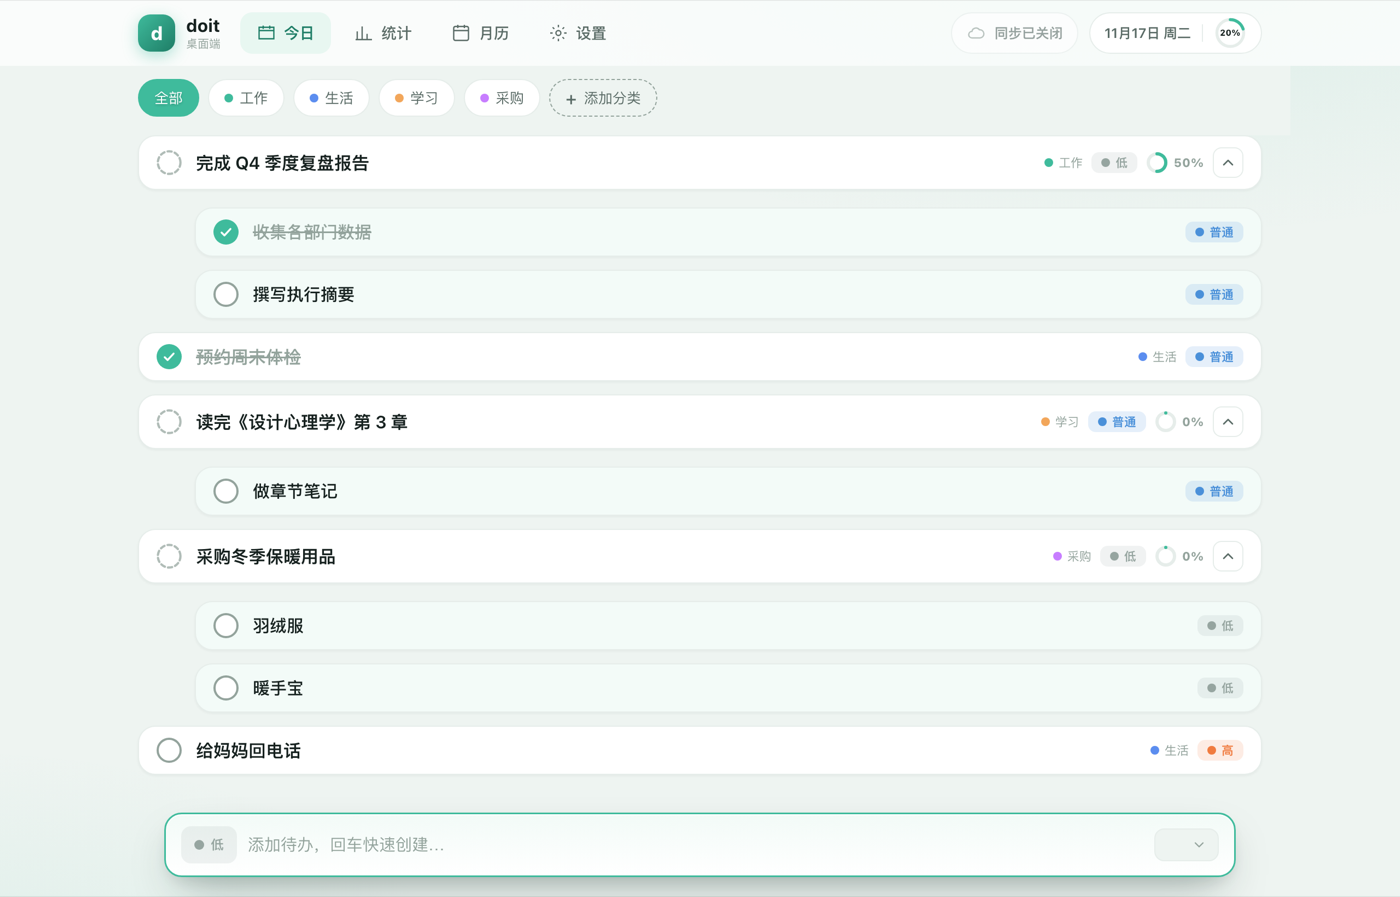 d
doit
桌面端
今日
统计
月历
设置
同步已关闭
11月17日 周二
20%
全部
工作
生活
学习
采购
+ 添加分类
完成 Q4 季度复盘报告
工作
低
50%
收集各部门数据
普通
撰写执行摘要
普通
预约周末体检
生活
普通
读完《设计心理学》第 3 章
学习
普通
0%
做章节笔记
普通
采购冬季保暖用品
采购
低
0%
羽绒服
低
暖手宝
低
给妈妈回电话
生活
高
低
添加待办，回车快速创建…